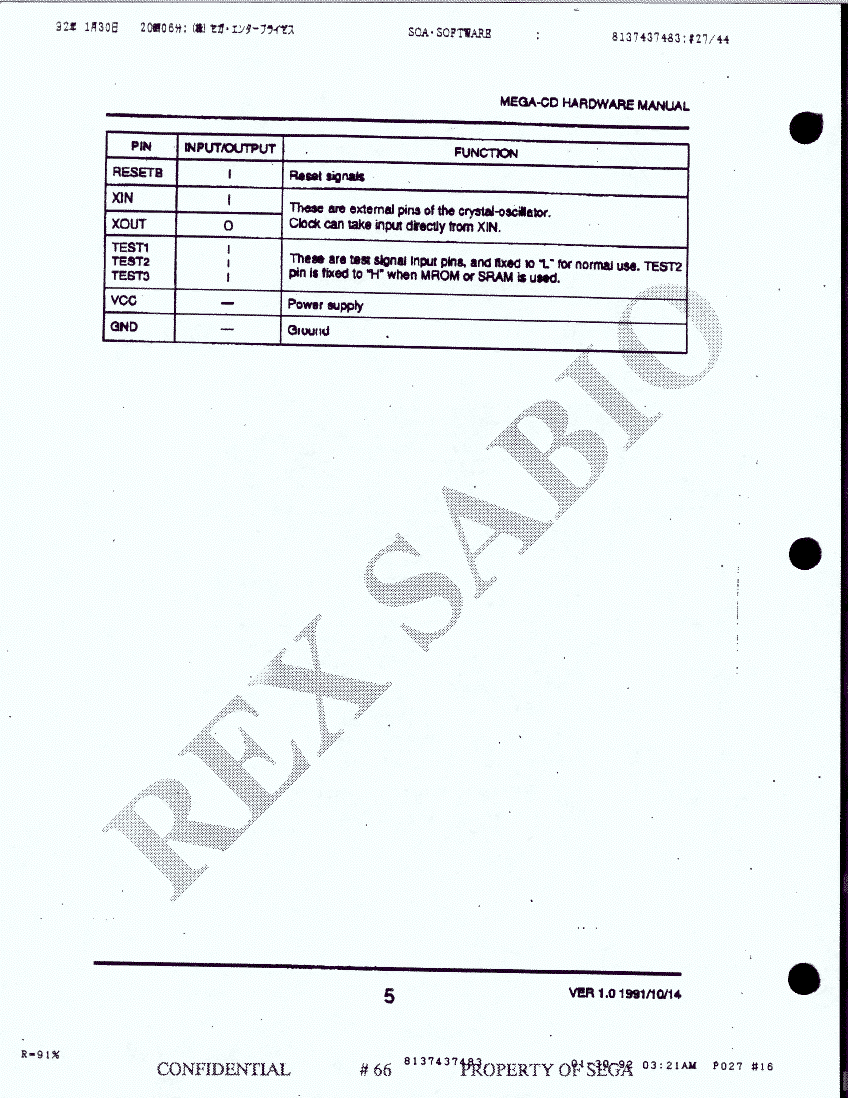 92年 1月30日 20時06分; (株) セガ・エンタープライゼス SOA・SOFTWARE : 8137437483;#27/44
MEGA-CD HARDWARE MANUAL
PIN INPUT/OUTPUT FUNCTION
RESETB I Reset signals
XIN I
These are external pins of the crystal-oscillator.
XOUT O Clock can take input directly from XIN.
TEST1 I
TEST2 I These are test signal input pins, and fixed to "L" for normal use. TEST2
TEST3 I pin is fixed to "H" when MROM or SRAM is used.
VCC — Power supply
GND — Ground
REX SABIO
5 VER 1.0 1991/10/14
R=91%
CONFIDENTIAL #66 8137437483 PROPERTY OF SEGA 01-30-92 03:21AM P027 #16